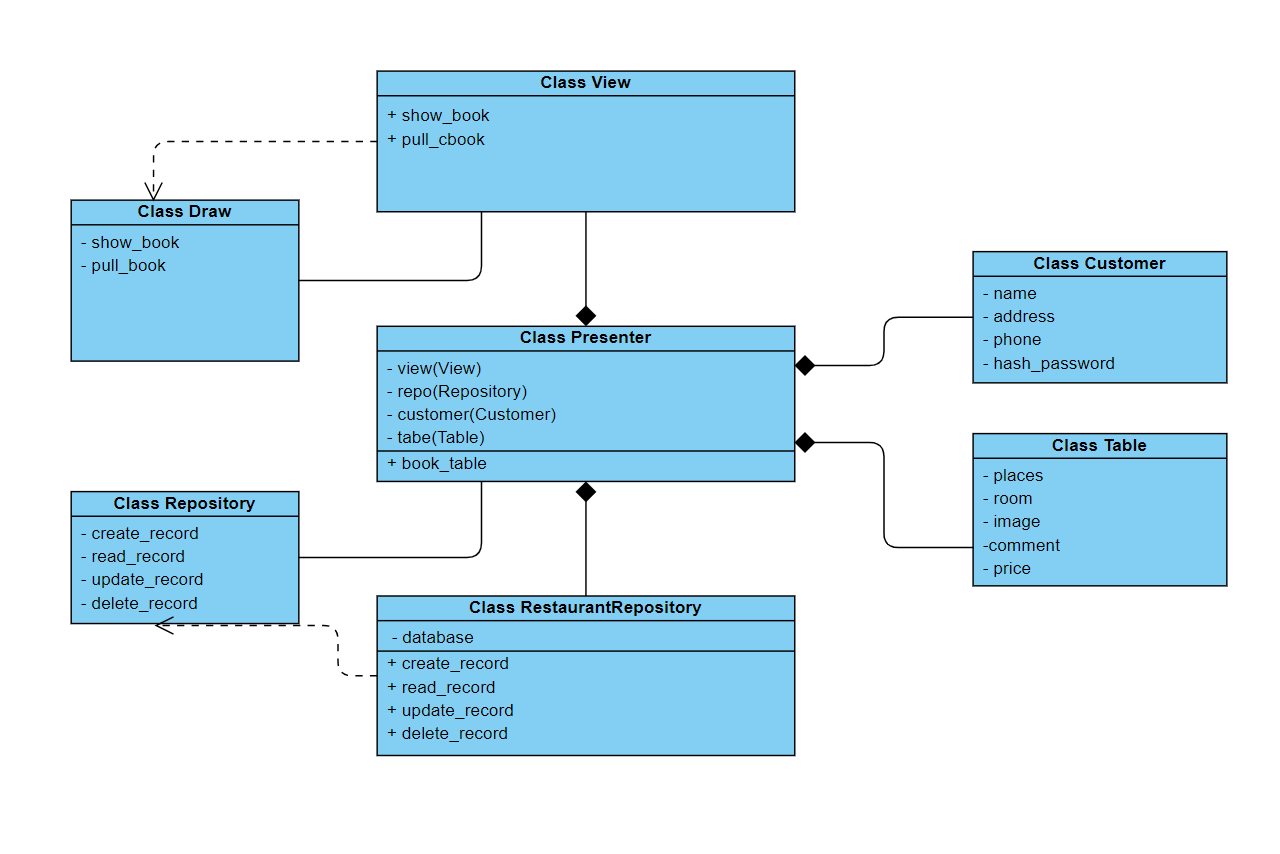 Class View
+ show_book
+ pull_cbook
Class Draw
- show_book
- pull_book
Class Customer
- name
- address
- phone
- hash_password
Class Presenter
- view(View)
- repo(Repository)
- customer(Customer)
- tabe(Table)
+ book_table
Class Table
- places
- room
- image
-comment
- price
Class Repository
- create_record
- read_record
- update_record
- delete_record
Class RestaurantRepository
- database
+ create_record
+ read_record
+ update_record
+ delete_record